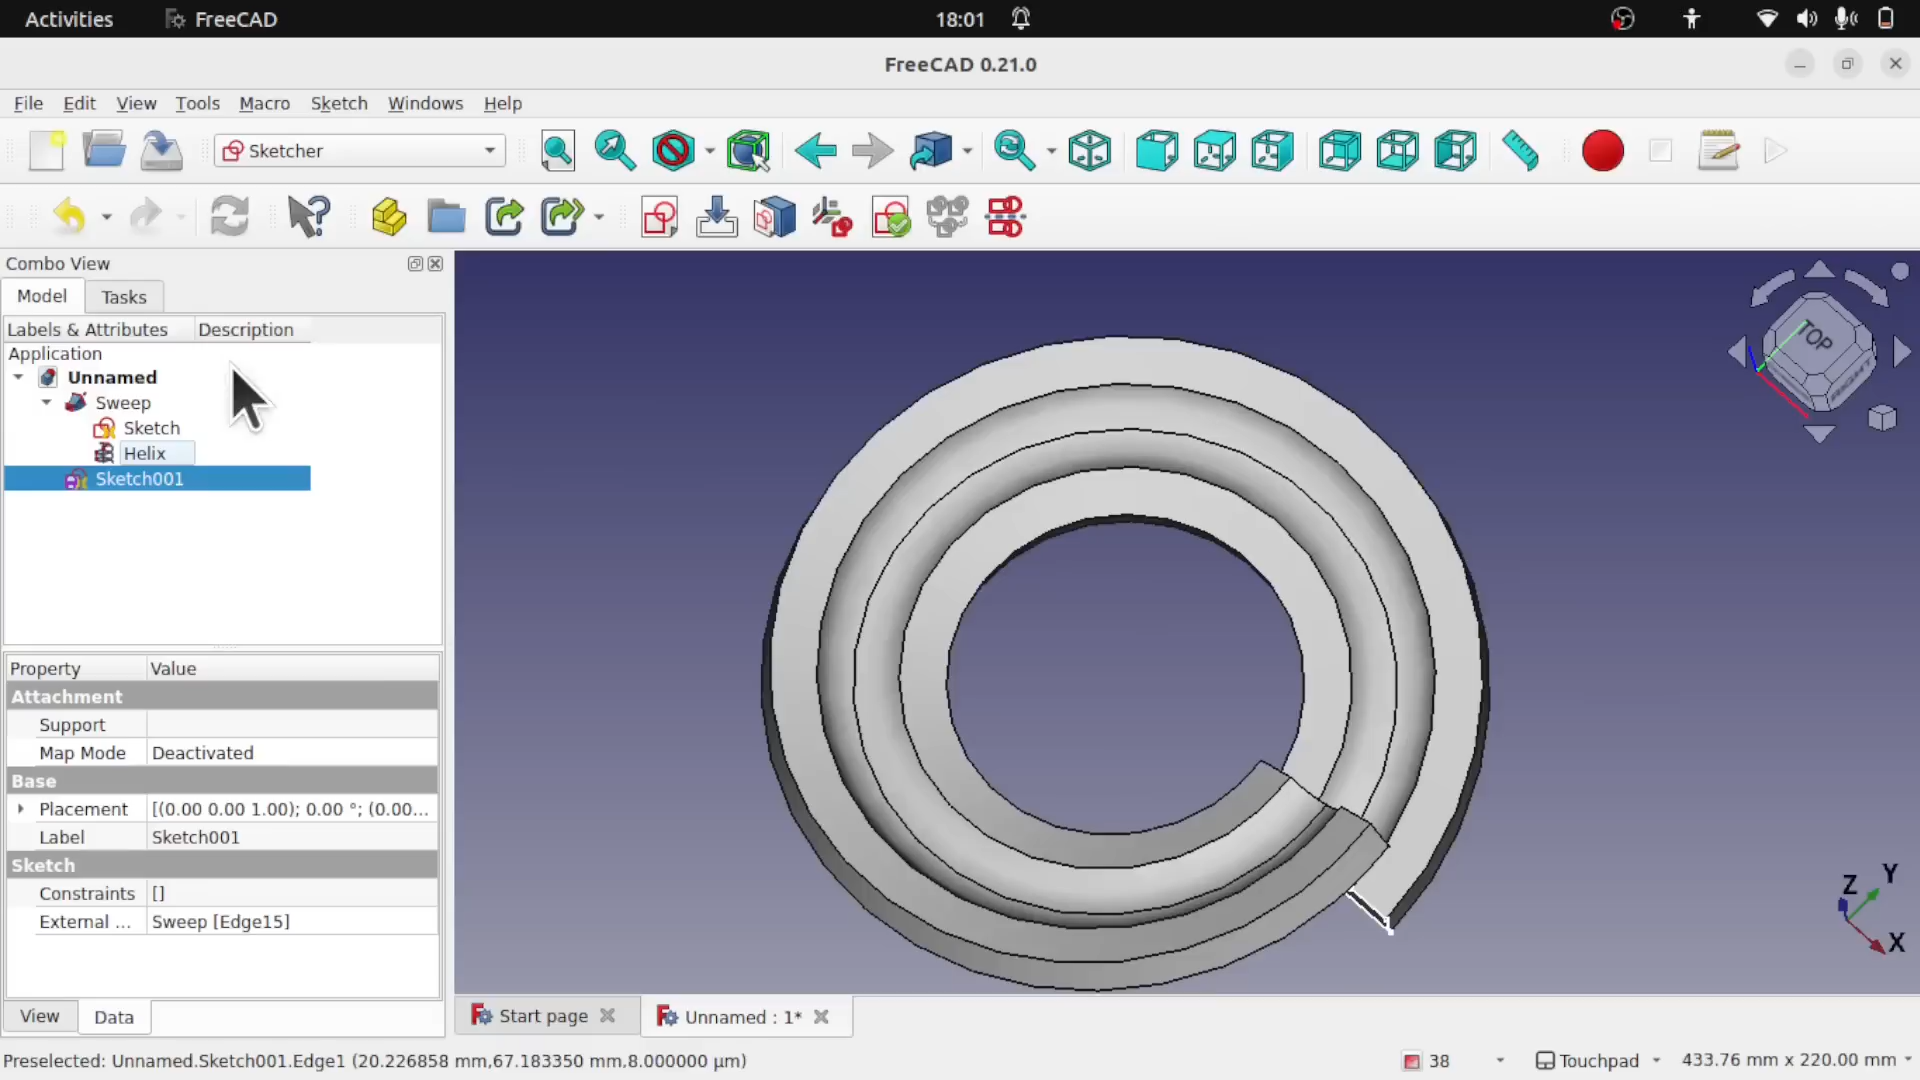 Activities FreeCAD 18:01
FreeCAD 0.21.0
File Edit View Tools Macro Sketch Windows Help
Sketcher
Combo View
Model Tasks
Labels & Attributes Description
Application
Unnamed
Sweep
Sketch
Helix
Sketch001
Property Value
Attachment
Support
Map Mode Deactivated
Base
Placement [(0.00 0.00 1.00); 0.00 °; (0.00...
Label Sketch001
Sketch
Constraints []
External ... Sweep [Edge15]
View Data
TOP
RIGHT
Z Y
X
Start page Unnamed : 1*
Preselected: Unnamed.Sketch001.Edge1 (20.226858 mm,67.183350 mm,8.000000 µm) 38 Touchpad 433.76 mm x 220.00 mm